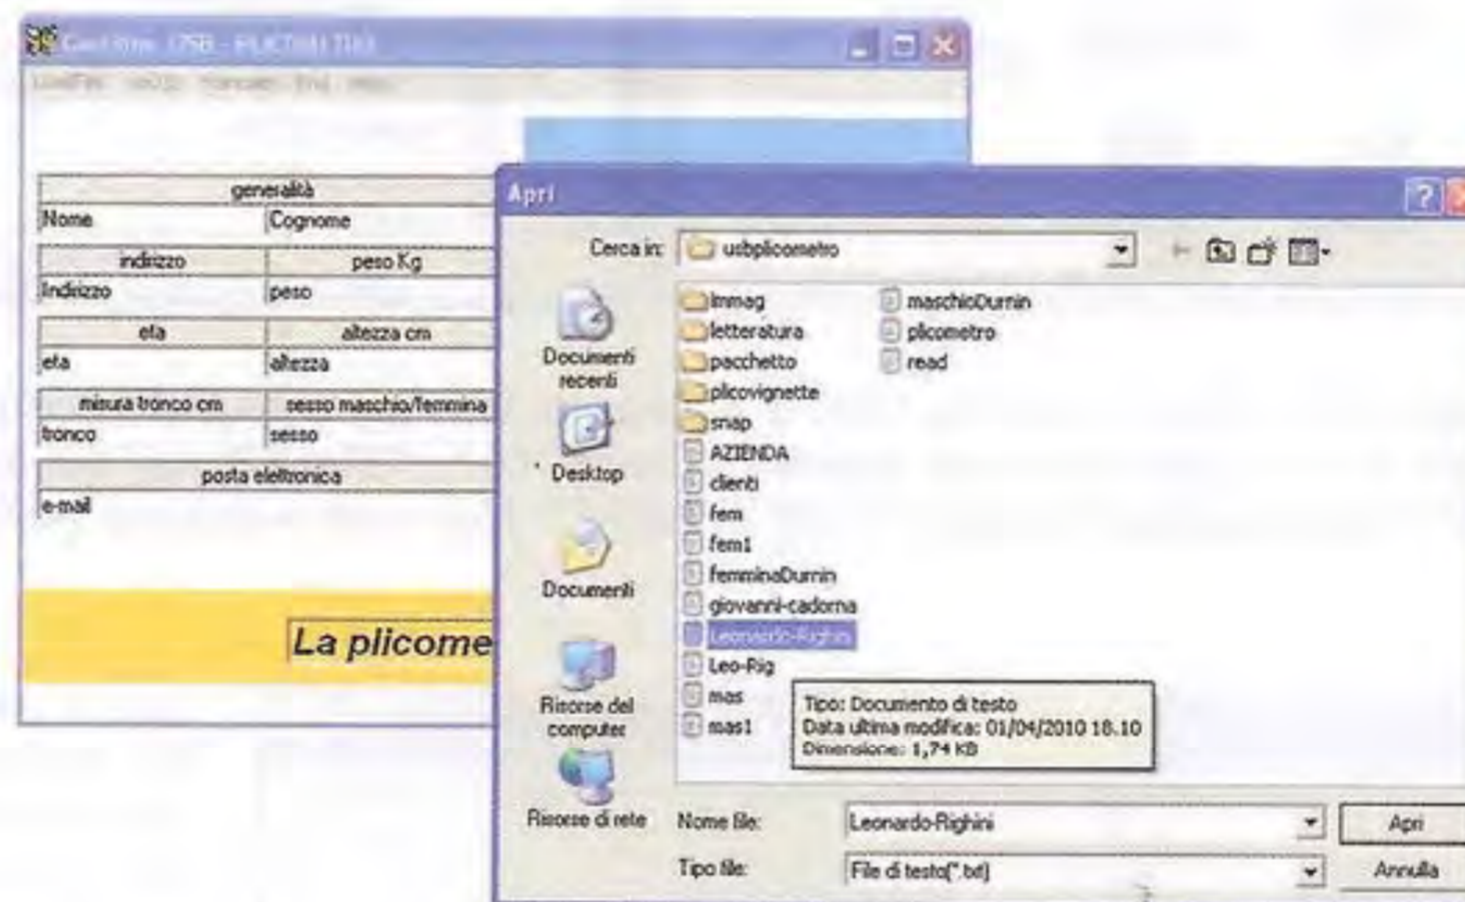 generalità
Nome Cognome
indirizzo peso Kg
Indirizzo peso
eta altezza cm
eta altezza
misura tronco cm sesso maschio/femmina
tronco sesso
posta elettronica
e-mail
La plicome
Apri
Cerca in: usbplicometro
Documenti recenti
Desktop
Documenti
Risorse del computer
Risorse di rete
Immag
letteratura
pacchetto
plicovignette
snap
AZIENDA
clienti
fem
fem1
femminaDurnin
giovanni-cadorna
Leonardo-Righini
Leo-Rig
mas
mas1
maschioDurnin
plicometro
read
Tipo: Documento di testo
Data ultima modifica: 01/04/2010 18.10
Dimensione: 1,74 KB
Nome file: Leonardo-Righini Apri
Tipo file: File di testo(*.txt) Annulla